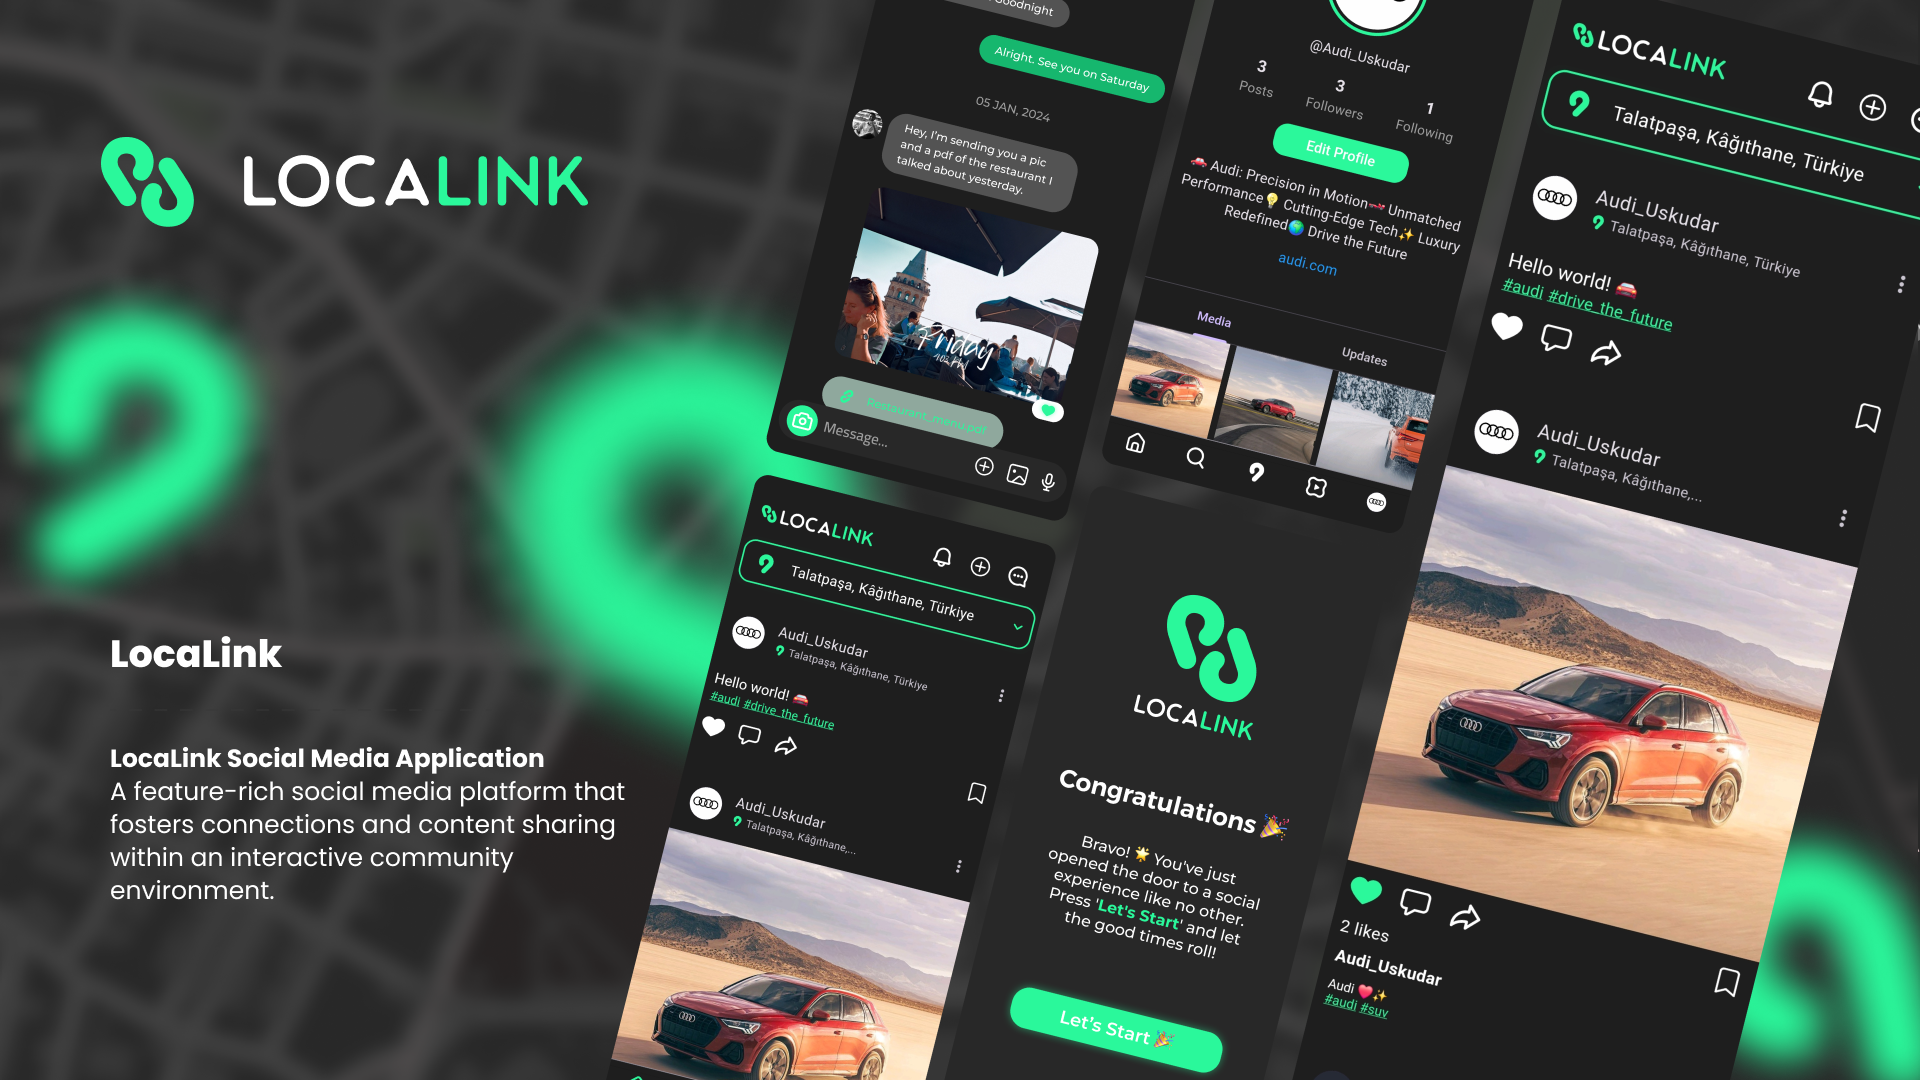 LOCALINK
LocaLink
LocaLink Social Media Application
A feature-rich social media platform that
fosters connections and content sharing
within an interactive community
environment.
Goodnight
Alright. See you on Saturday
05 JAN, 2024
Hey, I'm sending you a pic
and a pdf of the restaurant I
talked about yesterday.
Friday
Restaurant_menu.pdf
Message...
@Audi_Uskudar
3
Posts
3
Followers
1
Following
Edit Profile
🚗 Audi: Precision in Motion🏎️ Unmatched
Performance💡 Cutting-Edge Tech✨ Luxury
Redefined🌍 Drive the Future
audi.com
Media
Updates
LOCALINK
Talatpaşa, Kâğıthane, Türkiye
Audi_Uskudar
Talatpaşa, Kâğıthane, Türkiye
Hello world! 🚘
#audi #drive_the_future
Audi_Uskudar
Talatpaşa, Kâğıthane,...
2 likes
Audi_Uskudar
Audi 💖✨
#audi #suv
LOCALINK
Talatpaşa, Kâğıthane, Türkiye
Audi_Uskudar
Talatpaşa, Kâğıthane, Türkiye
Hello world! 🚘
#audi #drive_the_future
Audi_Uskudar
Talatpaşa, Kâğıthane,...
LOCALINK
Congratulations 🎉
Bravo! 🌟 You've just
opened the door to a social
experience like no other.
Press 'Let's Start' and let
the good times roll!
Let's Start 🎉